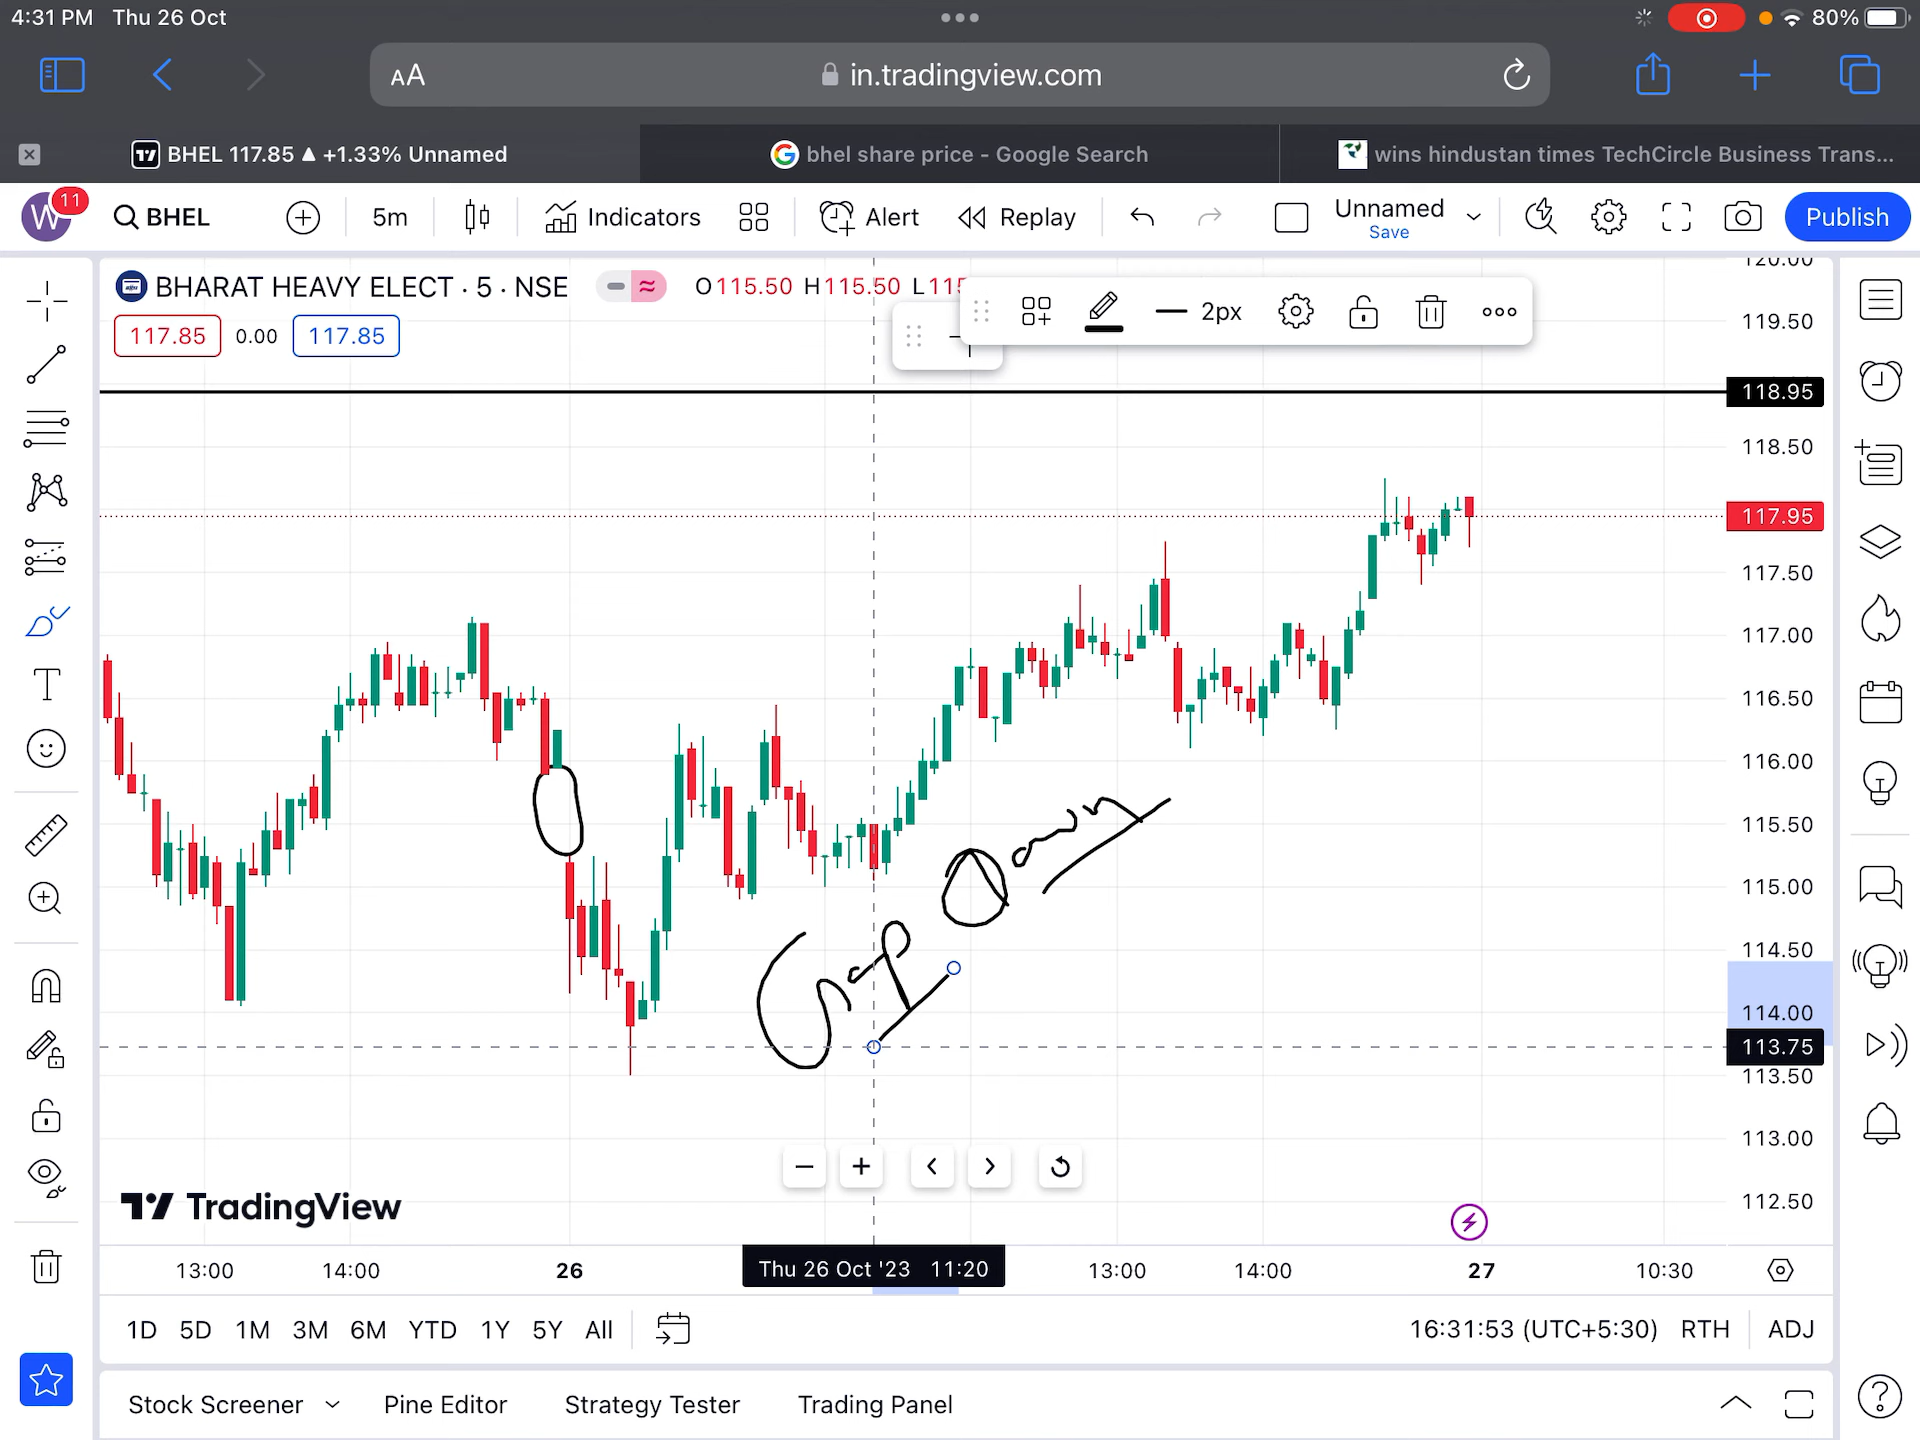 4:31 PM Thu 26 Oct
80%
AA
in.tradingview.com
BHEL 117.85 ▲ +1.33% Unnamed
bhel share price - Google Search
wins hindustan times TechCircle Business Trans...
W
11
BHEL
5m
Indicators
Alert
Replay
Unnamed
Save
Publish
BHARAT HEAVY ELECT · 5 · NSE
O115.50 H115.50 L115
2px
117.85
0.00
117.85
120.00
119.50
118.95
118.50
117.95
117.50
117.00
116.50
116.00
115.50
115.00
114.50
114.00
113.75
113.50
113.00
112.50
Gap Down
TradingView
13:00
14:00
26
Thu 26 Oct '23 11:20
13:00
14:00
27
10:30
1D 5D 1M 3M 6M YTD 1Y 5Y All
16:31:53 (UTC+5:30) RTH ADJ
Stock Screener
Pine Editor
Strategy Tester
Trading Panel